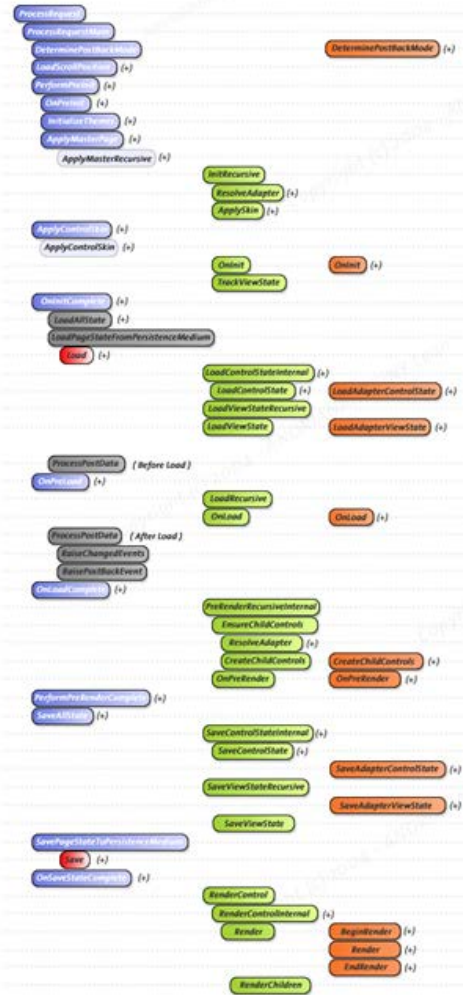 ProcessRequest
ProcessRequestMain
DeterminePostBackMode DeterminePostBackMode (+)
LoadScrollPosition (+)
PerformPreInit (+)
OnPreInit (+)
InitializeThemes (+)
ApplyMasterPage (+)
ApplyMasterRecursive (+)
InitRecursive
ResolveAdapter (+)
ApplySkin (+)
ApplyControlSkin (+)
ApplyControlSkin (+)
OnInit OnInit (+)
TrackViewState
OnInitComplete (+)
LoadAllState (+)
LoadPageStateFromPersistenceMedium
Load (+)
LoadControlStateInternal (+)
LoadControlState (+) LoadAdapterControlState (+)
LoadViewStateRecursive
LoadViewState LoadAdapterViewState (+)
ProcessPostData ( Before Load )
OnPreLoad (+)
LoadRecursive
OnLoad OnLoad (+)
ProcessPostData ( After Load )
RaiseChangedEvents
RaisePostBackEvent
OnLoadComplete (+)
PreRenderRecursiveInternal
EnsureChildControls
ResolveAdapter (+)
CreateChildControls CreateChildControls (+)
OnPreRender OnPreRender (+)
PerformPreRenderComplete (+)
SaveAllState (+)
SaveControlStateInternal (+)
SaveControlState (+)
SaveAdapterControlState (+)
SaveViewStateRecursive
SaveAdapterViewState (+)
SaveViewState
SavePageStateToPersistenceMedium
Save (+)
OnSaveStateComplete (+)
RenderControl
RenderControlInternal (+)
Render BeginRender (+)
Render (+)
EndRender (+)
RenderChildren